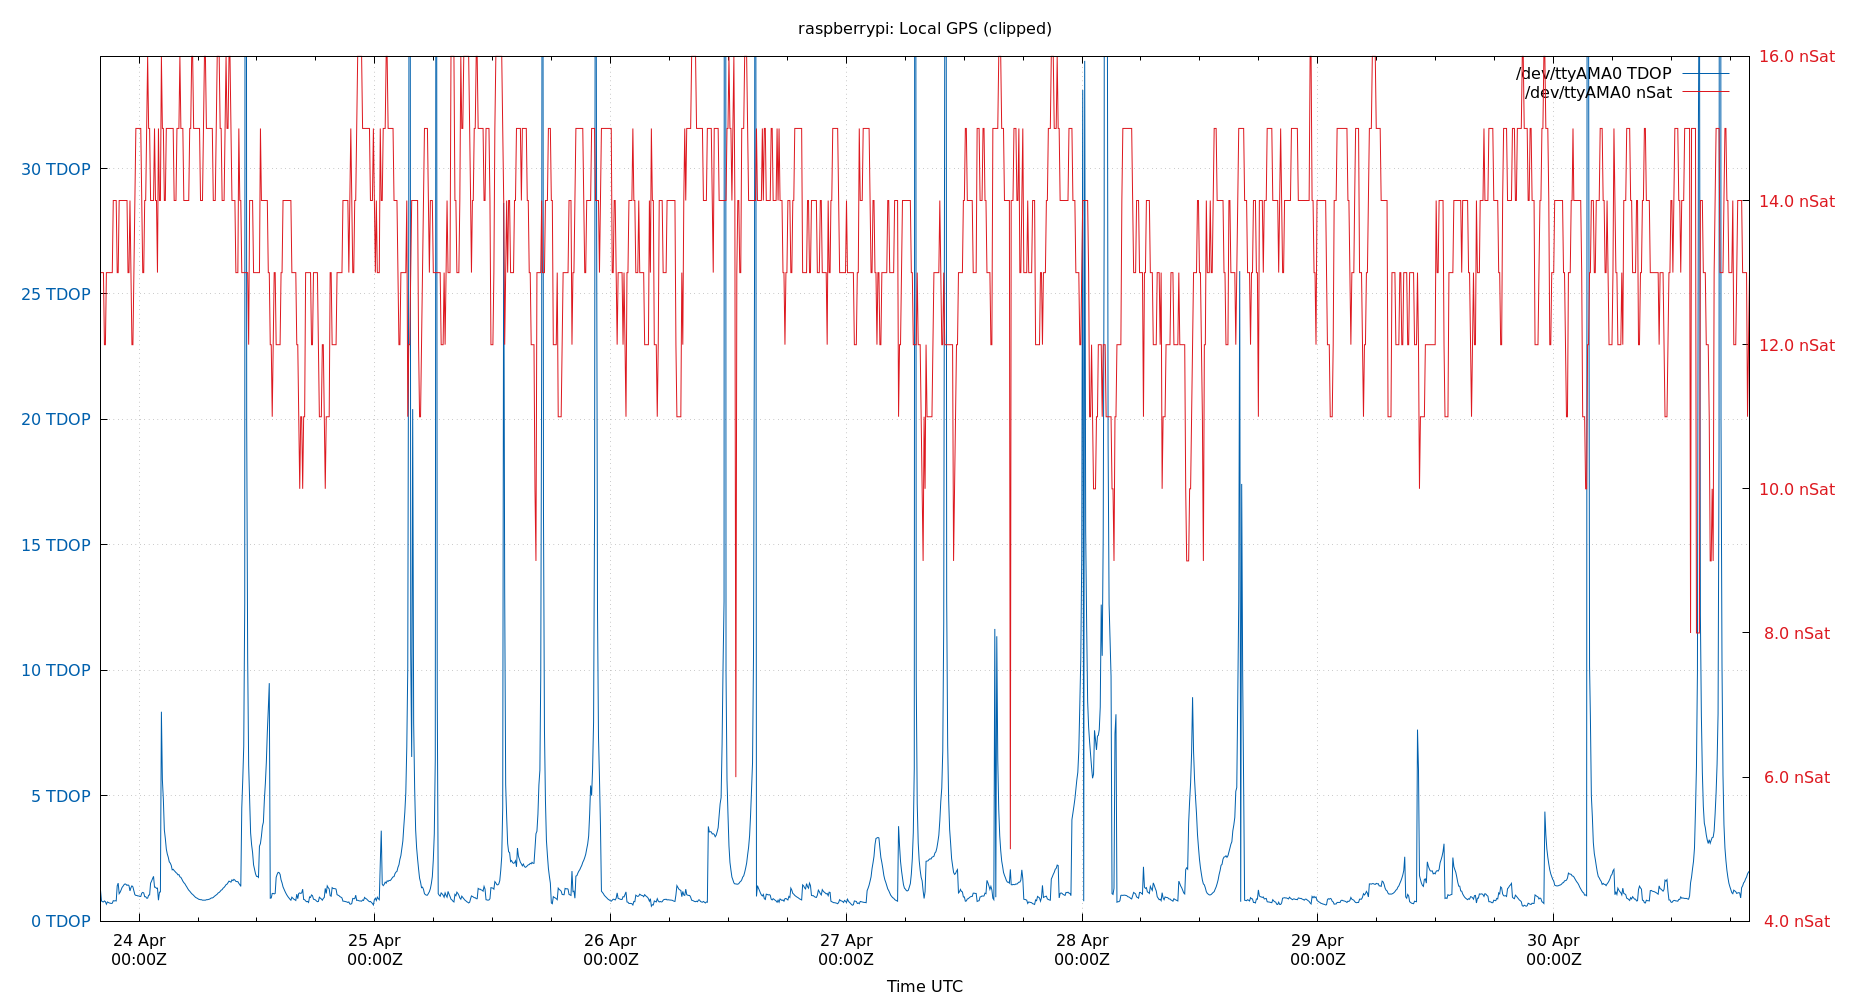 raspberrypi: Local GPS (clipped)
/dev/ttyAMA0 TDOP
/dev/ttyAMA0 nSat
30 TDOP
25 TDOP
20 TDOP
15 TDOP
10 TDOP
5 TDOP
0 TDOP
16.0 nSat
14.0 nSat
12.0 nSat
10.0 nSat
8.0 nSat
6.0 nSat
4.0 nSat
24 Apr
00:00Z
25 Apr
00:00Z
26 Apr
00:00Z
27 Apr
00:00Z
28 Apr
00:00Z
29 Apr
00:00Z
30 Apr
00:00Z
Time UTC